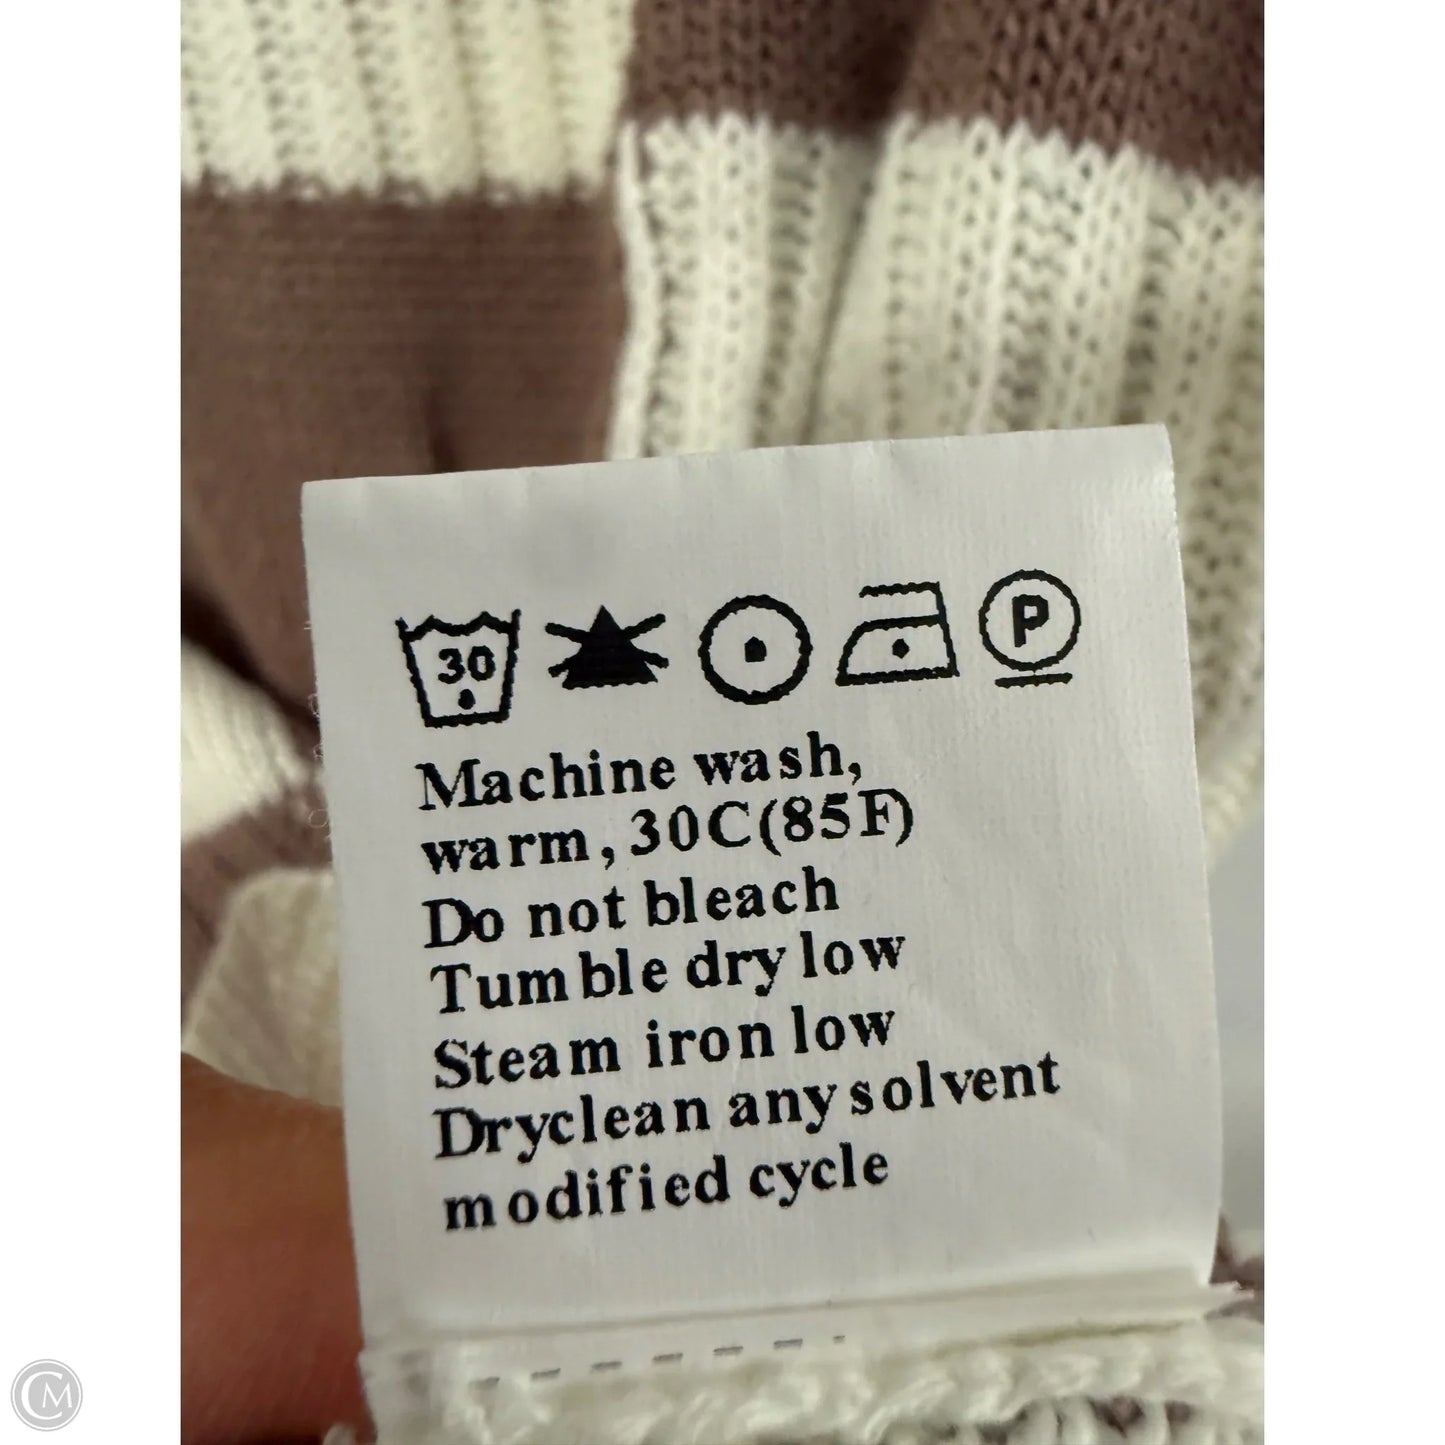 30
P
Machine wash,
warm, 30C(85F)
Do not bleach
Tumble dry low
Steam iron low
Dryclean any solvent
modified cycle
CM